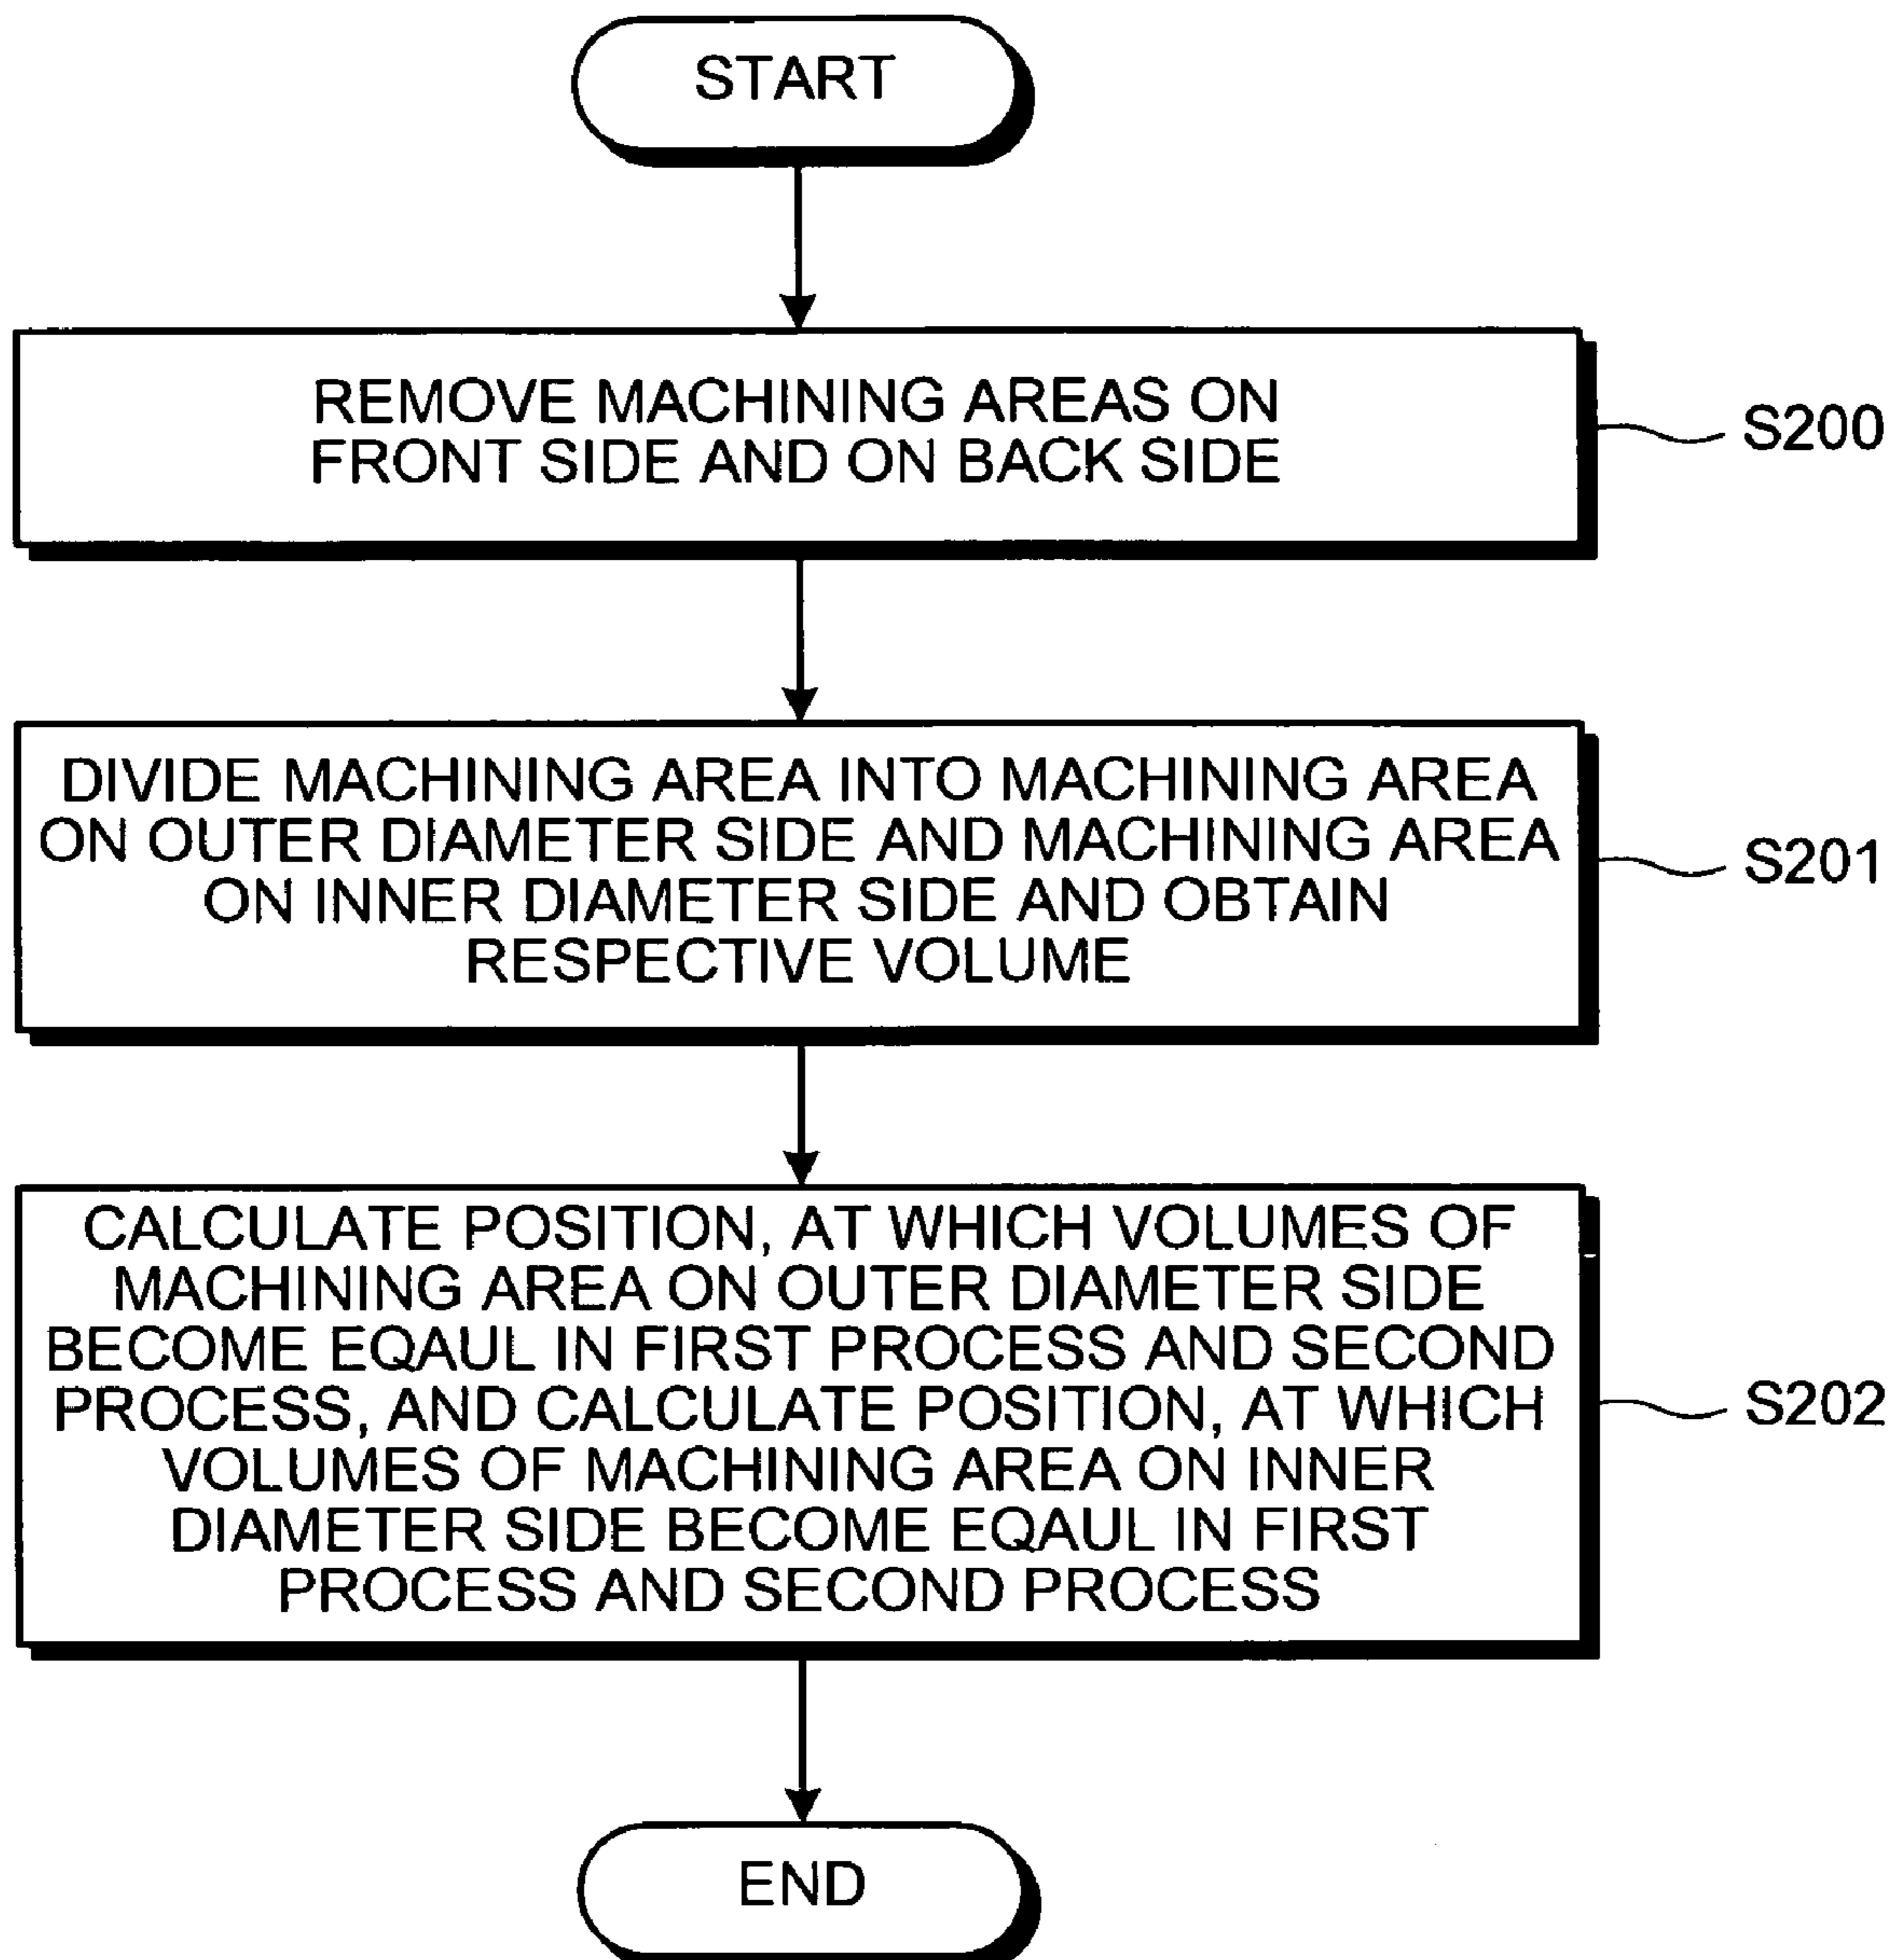 START
REMOVE MACHINING AREAS ON
FRONT SIDE AND ON BACK SIDE
S200
DIVIDE MACHINING AREA INTO MACHINING AREA
ON OUTER DIAMETER SIDE AND MACHINING AREA
ON INNER DIAMETER SIDE AND OBTAIN
RESPECTIVE VOLUME
S201
CALCULATE POSITION, AT WHICH VOLUMES OF
MACHINING AREA ON OUTER DIAMETER SIDE
BECOME EQAUL IN FIRST PROCESS AND SECOND
PROCESS, AND CALCULATE POSITION, AT WHICH
VOLUMES OF MACHINING AREA ON INNER
DIAMETER SIDE BECOME EQAUL IN FIRST
PROCESS AND SECOND PROCESS
S202
END